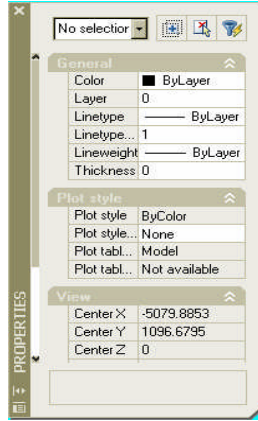 No selection
General
Color ByLayer
Layer 0
Linetype ByLayer
Linetype... 1
Lineweight ByLayer
Thickness 0
Plot style
Plot style ByColor
Plot style... None
Plot tabl... Model
Plot tabl... Not available
View
Center X -5079.8853
Center Y 1096.6795
Center Z 0
PROPERTIES